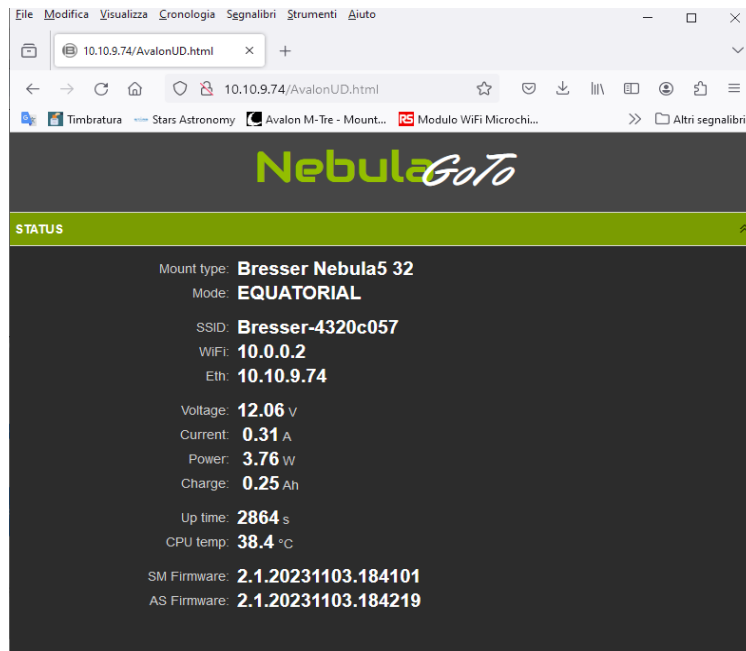 File Modifica Visualizza Cronologia Segnalibri Strumenti Aiuto
10.10.9.74/AvalonUD.html
10.10.9.74/AvalonUD.html
Timbratura Stars Astronomy Avalon M-Tre - Mount... RS Modulo WiFi Microchi... Altri segnalibri
Nebula GoTo
STATUS
Mount type: Bresser Nebula5 32
Mode: EQUATORIAL
SSID: Bresser-4320c057
WiFi: 10.0.0.2
Eth: 10.10.9.74
Voltage: 12.06 V
Current: 0.31 A
Power: 3.76 W
Charge: 0.25 Ah
Up time: 2864 s
CPU temp: 38.4 °C
SM Firmware: 2.1.20231103.184101
AS Firmware: 2.1.20231103.184219